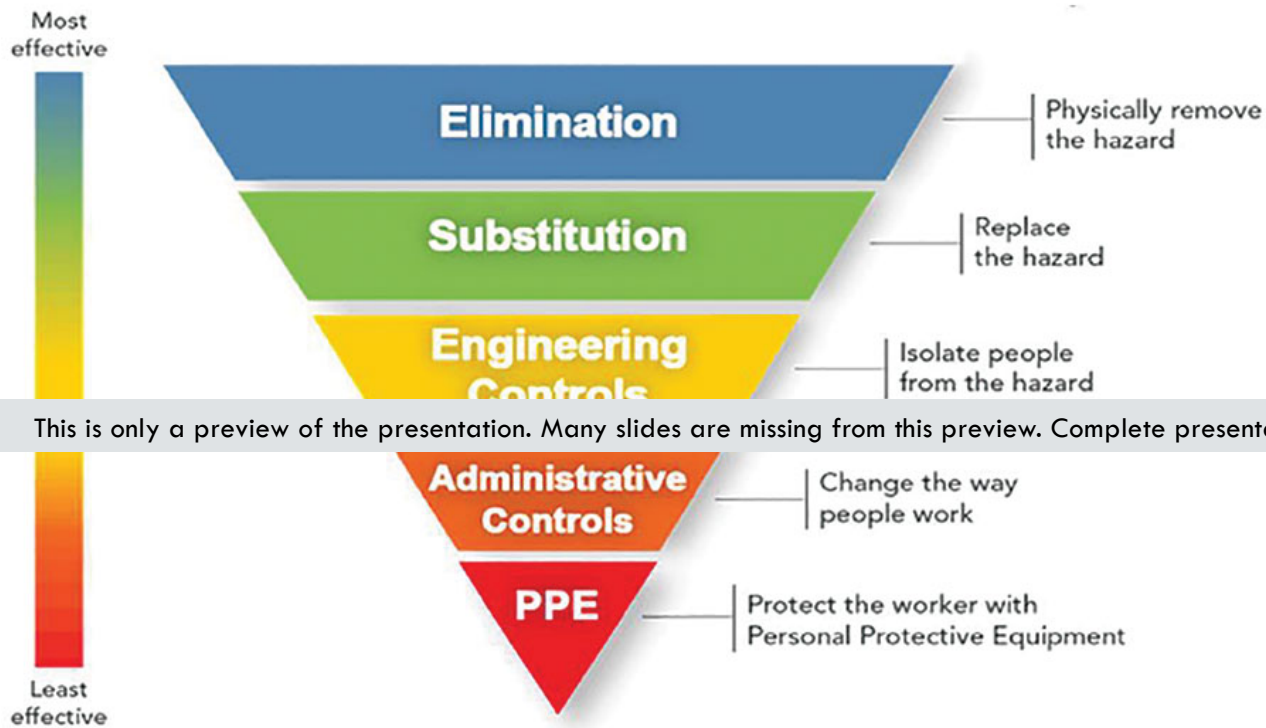 Most
effective
Elimination
Physically remove
the hazard
Substitution
Replace
the hazard
Engineering
Controls
Isolate people
from the hazard
This is only a preview of the presentation. Many slides are missing from this preview. Complete
Administrative
Controls
Change the way
people work
PPE
Protect the worker with
Personal Protective Equipment
Least
effective